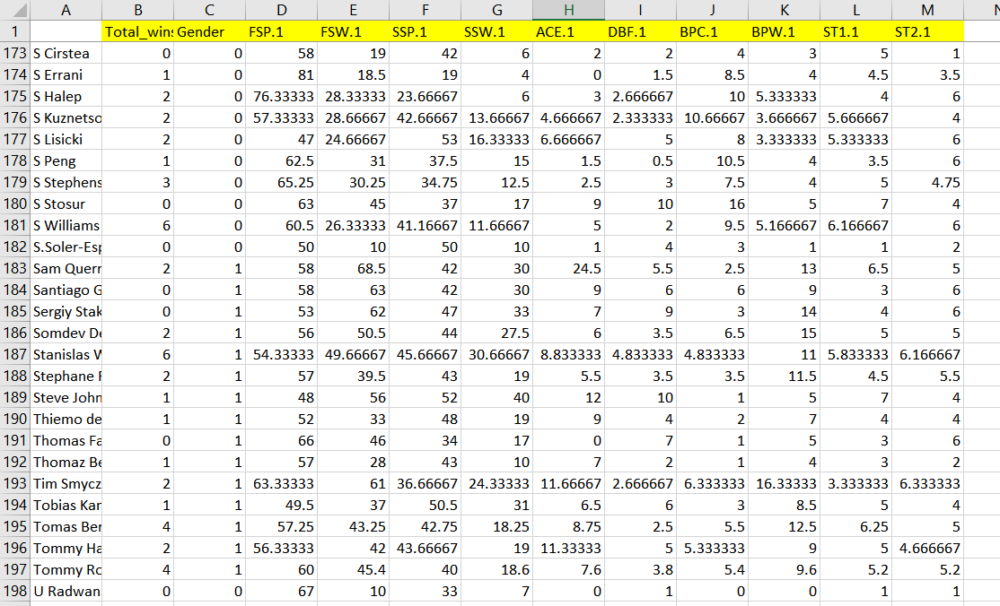 A B C D E F G H I J K L M
1 Total_win Gender FSP.1 FSW.1 SSP.1 SSW.1 ACE.1 DBF.1 BPC.1 BPW.1 ST1.1 ST2.1
173 S Cirstea 0 0 58 19 42 6 2 2 4 3 5 1
174 S Errani 1 0 81 18.5 19 4 0 1.5 8.5 4 4.5 3.5
175 S Halep 2 0 76.33333 28.33333 23.66667 6 3 2.666667 10 5.333333 4 6
176 S Kuznetso 2 0 57.33333 28.66667 42.66667 13.66667 4.666667 2.333333 10.66667 3.666667 5.666667 4
177 S Lisicki 2 0 47 24.66667 53 16.33333 6.666667 5 8 3.333333 5.333333 6
178 S Peng 1 0 62.5 31 37.5 15 1.5 0.5 10.5 4 3.5 6
179 S Stephens 3 0 65.25 30.25 34.75 12.5 2.5 3 7.5 4 5 4.75
180 S Stosur 0 0 63 45 37 17 9 10 16 5 7 4
181 S Williams 6 0 60.5 26.33333 41.16667 11.66667 5 2 9.5 5.166667 6.166667 6
182 S.Soler-Esp 0 0 50 10 50 10 1 4 3 1 1 2
183 Sam Querr 2 1 58 68.5 42 30 24.5 5.5 2.5 13 6.5 5
184 Santiago G 0 1 58 63 42 30 9 6 6 9 3 6
185 Sergiy Stak 0 1 53 62 47 33 7 9 3 14 4 6
186 Somdev De 2 1 56 50.5 44 27.5 6 3.5 6.5 15 5 5
187 Stanislas W 6 1 54.33333 49.66667 45.66667 30.66667 8.833333 4.833333 4.833333 11 5.833333 6.166667
188 Stephane 2 1 57 39.5 43 19 5.5 3.5 3.5 11.5 4.5 5.5
189 Steve John 1 1 48 56 52 40 12 10 1 5 7 4
190 Thiemo de 1 1 52 33 48 19 9 4 2 7 4 4
191 Thomas Fa 0 1 66 46 34 17 0 7 1 5 3 6
192 Thomaz Be 1 1 57 28 43 10 7 2 1 4 3 2
193 Tim Smycz 2 1 63.33333 61 36.66667 24.33333 11.66667 2.666667 6.333333 16.33333 3.333333 6.333333
194 Tobias Kar 1 1 49.5 37 50.5 31 6.5 6 3 8.5 5 4
195 Tomas Ber 4 1 57.25 43.25 42.75 18.25 8.75 2.5 5.5 12.5 6.25 5
196 Tommy Ha 2 1 56.33333 42 43.66667 19 11.33333 5 5.333333 9 5 4.666667
197 Tommy Ro 4 1 60 45.4 40 18.6 7.6 3.8 5.4 9.6 5.2 5.2
198 U Radwan 0 0 67 10 33 7 0 1 0 0 1 1